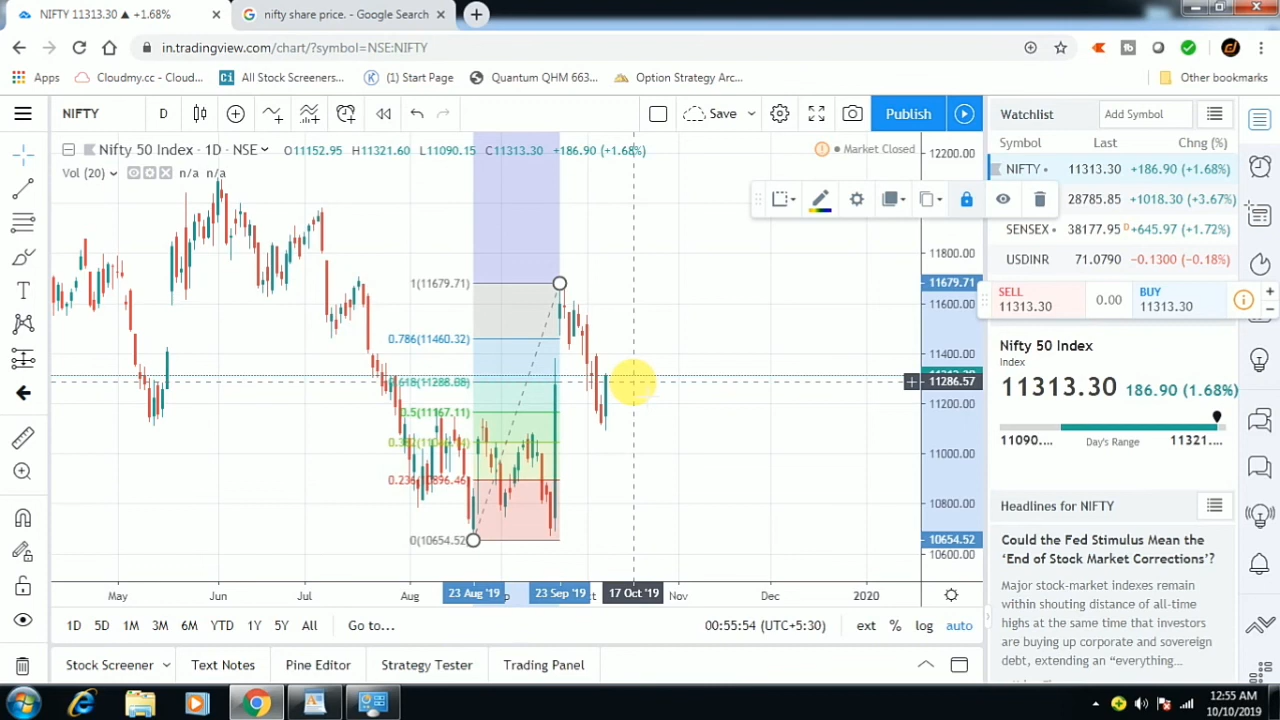 NIFTY 11313.30 ▲ +1.68%
nifty share price. - Google Search
in.tradingview.com/chart/?symbol=NSE:NIFTY
Apps
Cloudmy.cc - Cloud...
All Stock Screeners...
(1) Start Page
Quantum QHM 663...
Option Strategy Arc...
Other bookmarks
NIFTY
D
Save
Publish
Watchlist
Add Symbol
Nifty 50 Index · 1D · NSE
O11152.95 H11321.60 L11090.15 C11313.30 +186.90 (+1.68%)
Market Closed
Vol (20)
n/a n/a
Symbol Last Chng (%)
NIFTY 11313.30 +186.90 (+1.68%)
28785.85 +1018.30 (+3.67%)
SENSEX 38177.95 D +645.97 (+1.72%)
USDINR 71.0790 -0.1300 (-0.18%)
SELL
11313.30
0.00
BUY
11313.30
Nifty 50 Index
Index
11313.30 186.90 (1.68%)
11090.... Day's Range 11321....
Headlines for NIFTY
Could the Fed Stimulus Mean the
‘End of Stock Market Corrections’?
Major stock-market indexes remain
within shouting distance of all-time
highs at the same time that investors
are buying up corporate and sovereign
debt, extending an “everything...
1(11679.71)
0.786(11460.32)
0.618(11288.08)
0.5(11167.11)
0(10654.52)
12200.00
11800.00
11679.71
11600.00
11400.00
11286.57
11200.00
11000.00
10800.00
10654.52
10600.00
May Jun Jul Aug 23 Aug '19 23 Sep '19 17 Oct '19 Nov Dec 2020
1D 5D 1M 3M 6M YTD 1Y 5Y All Go to...
00:55:54 (UTC+5:30)
ext % log auto
Stock Screener
Text Notes
Pine Editor
Strategy Tester
Trading Panel
12:55 AM
10/10/2019